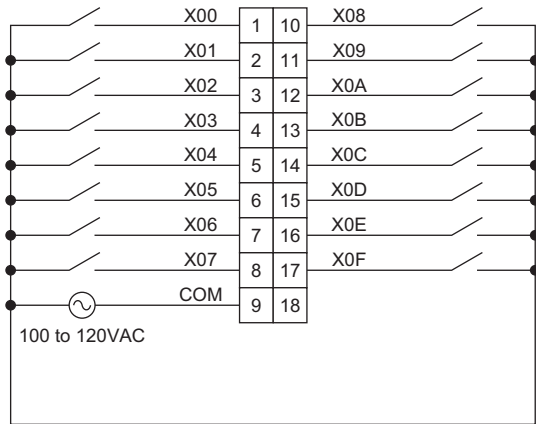 X00 1 10 X08
X01 2 11 X09
X02 3 12 X0A
X03 4 13 X0B
X04 5 14 X0C
X05 6 15 X0D
X06 7 16 X0E
X07 8 17 X0F
COM 9 18
100 to 120VAC